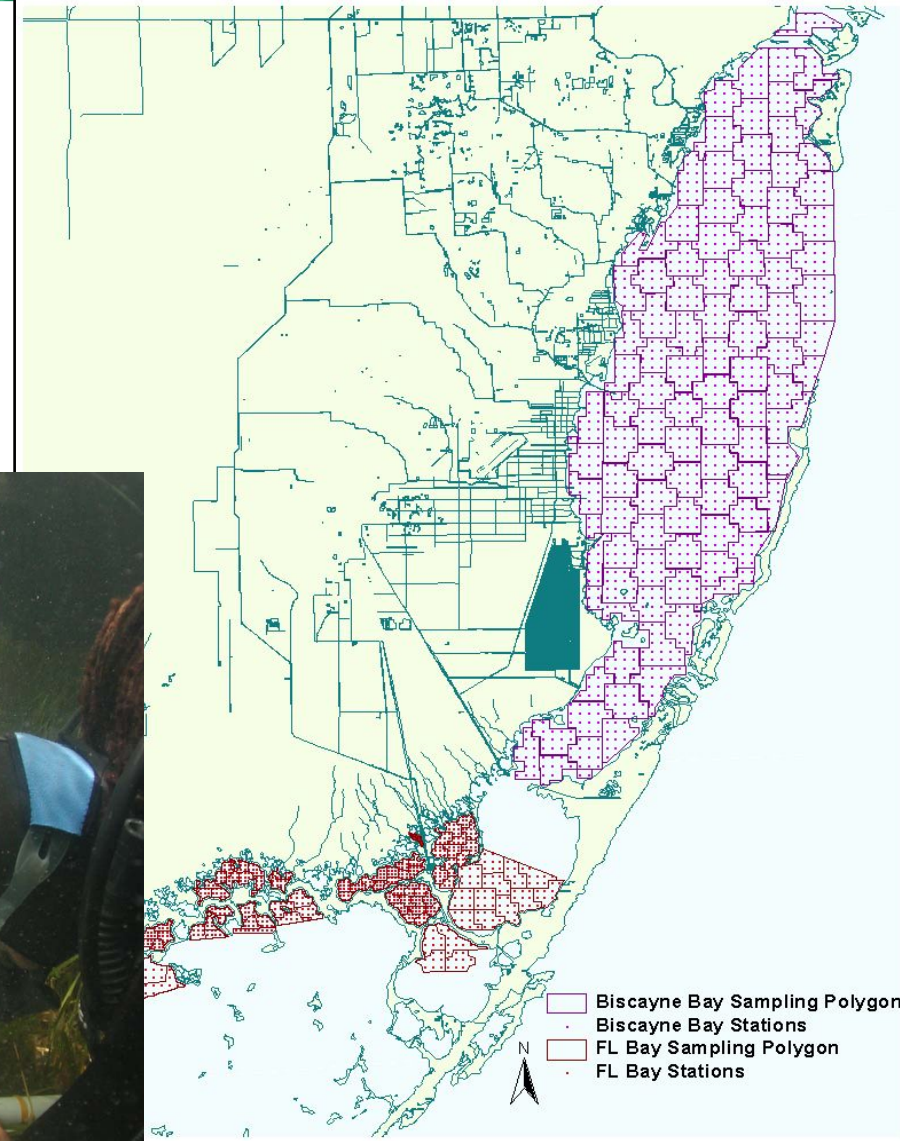 Biscayne Bay Sampling Polygon
Biscayne Bay Stations
FL Bay Sampling Polygon
FL Bay Stations
N